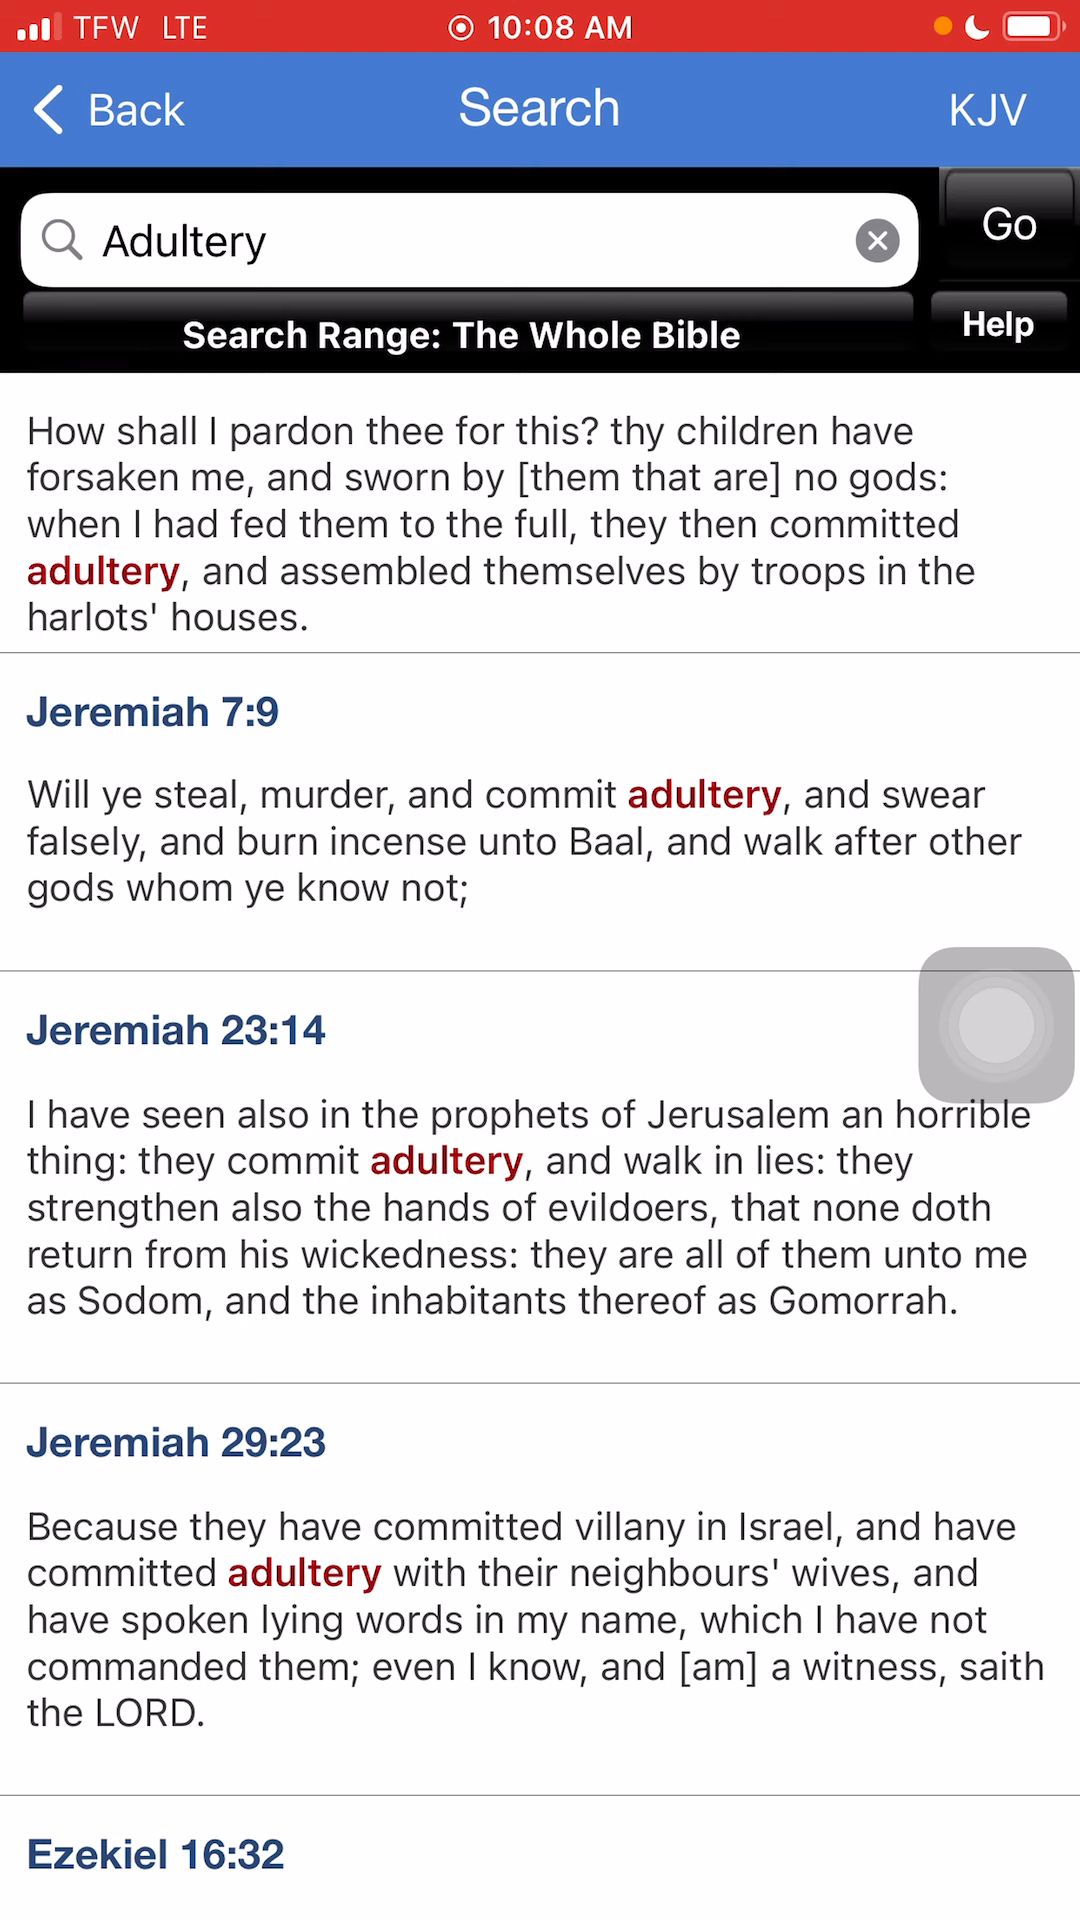 TFW LTE 10:08 AM
Back Search KJV
Adultery Go
Search Range: The Whole Bible Help
How shall I pardon thee for this? thy children have
forsaken me, and sworn by [them that are] no gods:
when I had fed them to the full, they then committed
adultery, and assembled themselves by troops in the
harlots' houses.
Jeremiah 7:9
Will ye steal, murder, and commit adultery, and swear
falsely, and burn incense unto Baal, and walk after other
gods whom ye know not;
Jeremiah 23:14
I have seen also in the prophets of Jerusalem an horrible
thing: they commit adultery, and walk in lies: they
strengthen also the hands of evildoers, that none doth
return from his wickedness: they are all of them unto me
as Sodom, and the inhabitants thereof as Gomorrah.
Jeremiah 29:23
Because they have committed villany in Israel, and have
committed adultery with their neighbours' wives, and
have spoken lying words in my name, which I have not
commanded them; even I know, and [am] a witness, saith
the LORD.
Ezekiel 16:32